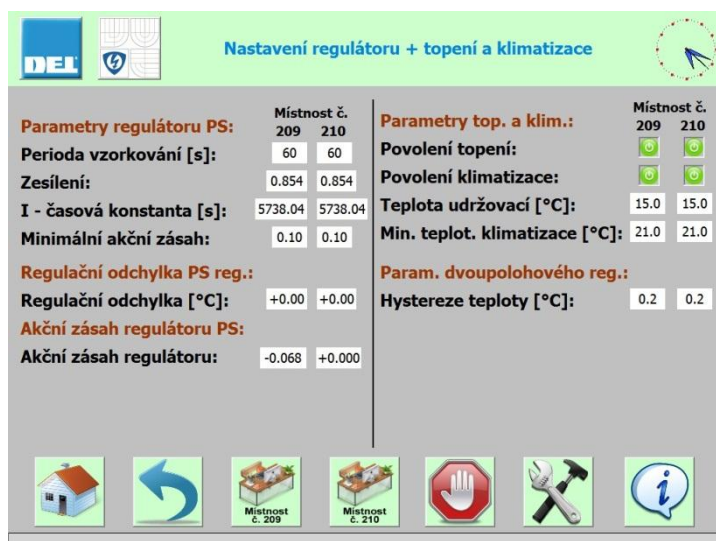 DEL
Nastavení regulátoru + topení a klimatizace
Místnost č.
Parametry regulátoru PS: 209 210
Perioda vzorkování [s]: 60 60
Zesílení: 0.854 0.854
I - časová konstanta [s]: 5738.04 5738.04
Minimální akční zásah: 0.10 0.10
Regulační odchylka PS reg.:
Regulační odchylka [°C]: +0.00 +0.00
Akční zásah regulátoru PS:
Akční zásah regulátoru: -0.068 +0.000
Místnost č.
Parametry top. a klim.: 209 210
Povolení topení:
Povolení klimatizace:
Teplota udržovací [°C]: 15.0 15.0
Min. teplot. klimatizace [°C]: 21.0 21.0
Param. dvoupolohového reg.:
Hystereze teploty [°C]: 0.2 0.2
Místnost
č. 209
Místnost
č. 210